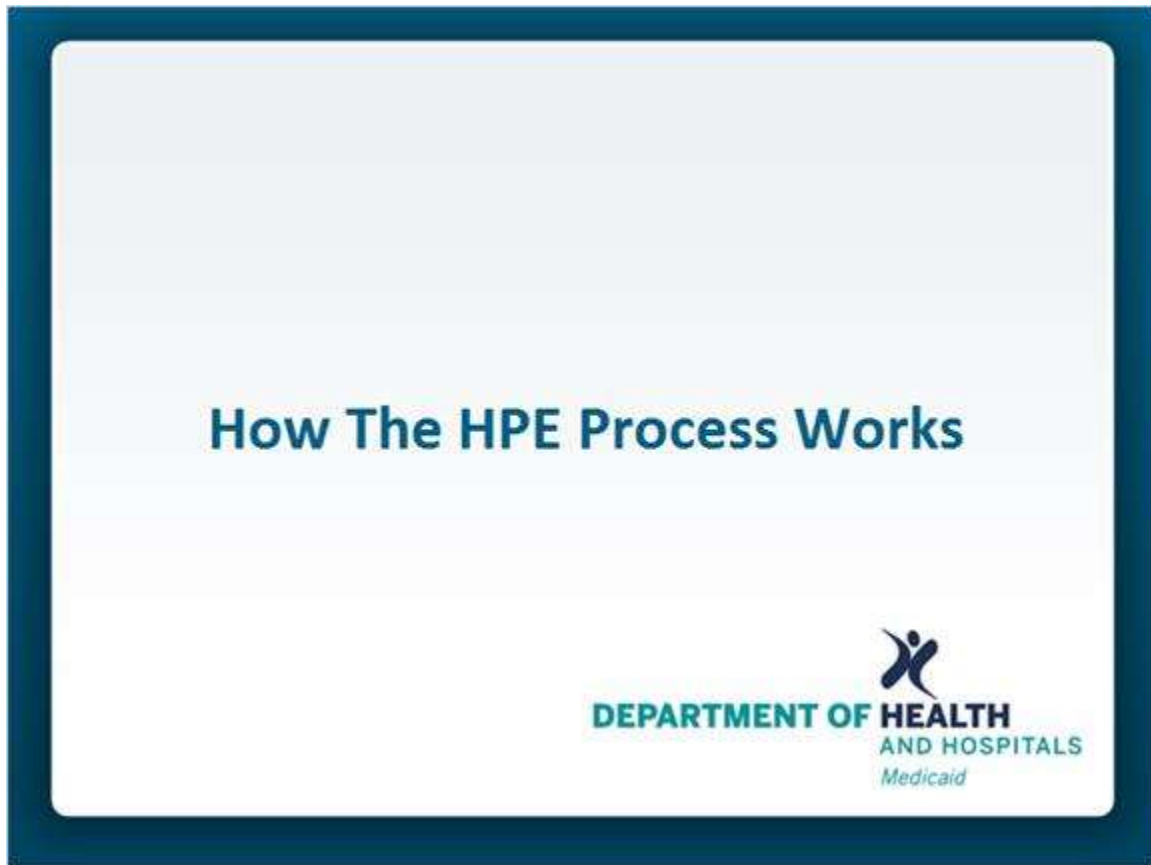 How The HPE Process Works
DEPARTMENT OF HEALTH
AND HOSPITALS
Medicaid